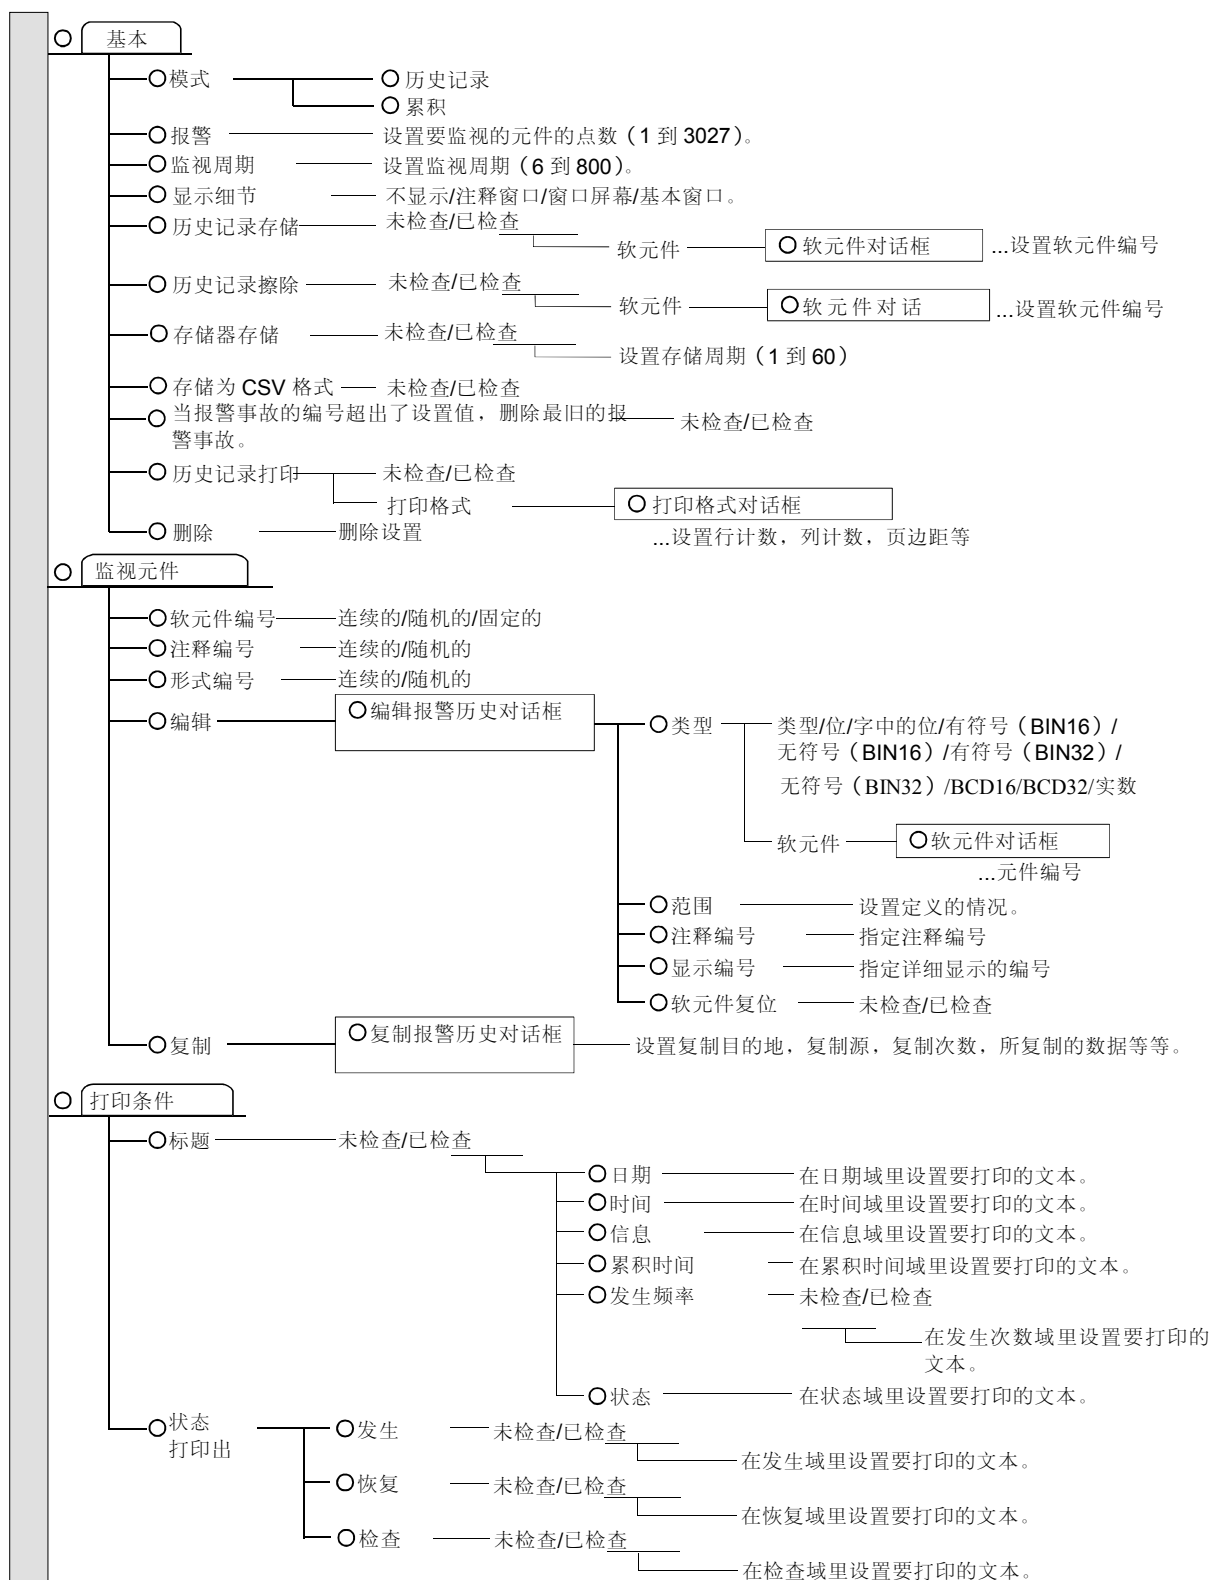 基本
模式 历史记录
累积
报警 设置要监视的元件的点数（1 到 3027）。
监视周期 设置监视周期（6 到 800）。
显示细节 不显示/注释窗口/窗口屏幕/基本窗口。
历史记录存储 未检查/已检查
软元件 软元件对话框 ...设置软元件编号
历史记录擦除 未检查/已检查
软元件 软元件对话 ...设置软元件编号
存储器存储 未检查/已检查
设置存储周期（1 到 60）
存储为 CSV 格式 未检查/已检查
当报警事故的编号超出了设置值，删除最旧的报
警事故。 未检查/已检查
历史记录打印 未检查/已检查
打印格式 打印格式对话框
删除 删除设置 ...设置行计数，列计数，页边距等
监视元件
软元件编号 连续的/随机的/固定的
注释编号 连续的/随机的
形式编号 连续的/随机的
编辑 编辑报警历史对话框 类型 类型/位/字中的位/有符号（BIN16）/
无符号（BIN16）/有符号（BIN32）/
无符号（BIN32）/BCD16/BCD32/实数
软元件 软元件对话框
...元件编号
范围 设置定义的情况。
注释编号 指定注释编号
显示编号 指定详细显示的编号
软元件复位 未检查/已检查
复制 复制报警历史对话框 设置复制目的地，复制源，复制次数，所复制的数据等等。
打印条件
标题 未检查/已检查
日期 在日期域里设置要打印的文本。
时间 在时间域里设置要打印的文本。
信息 在信息域里设置要打印的文本。
累积时间 在累积时间域里设置要打印的文本。
发生频率 未检查/已检查
在发生次数域里设置要打印的
文本。
状态 在状态域里设置要打印的文本。
状态
打印出 发生 未检查/已检查
在发生域里设置要打印的文本。
恢复 未检查/已检查
在恢复域里设置要打印的文本。
检查 未检查/已检查
在检查域里设置要打印的文本。